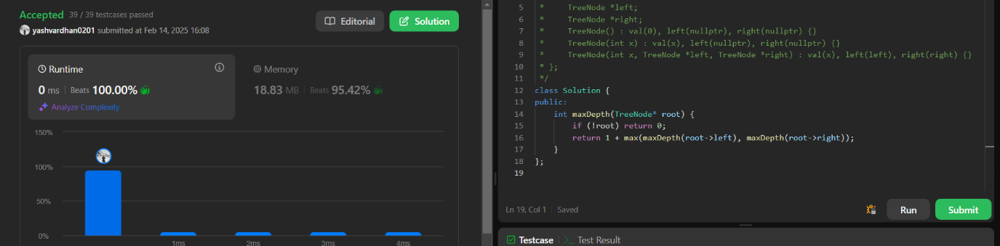 Accepted 39 / 39 testcases passed
yashvardhan0201 submitted at Feb 14, 2025 16:08
Editorial
Solution
Runtime
0 ms | Beats 100.00%
Analyze Complexity
Memory
18.83 MB | Beats 95.42%
150%
100%
50%
0%
1ms 2ms 3ms 4ms
5 *     TreeNode *left;
6 *     TreeNode *right;
7 *     TreeNode() : val(0), left(nullptr), right(nullptr) {}
8 *     TreeNode(int x) : val(x), left(nullptr), right(nullptr) {}
9 *     TreeNode(int x, TreeNode *left, TreeNode *right) : val(x), left(left), right(right) {}
10 * };
11 */
12 class Solution {
13 public:
14     int maxDepth(TreeNode* root) {
15         if (!root) return 0;
16         return 1 + max(maxDepth(root->left), maxDepth(root->right));
17     }
18 };
19
Ln 19, Col 1 | Saved
Run
Submit
Testcase | >_ Test Result